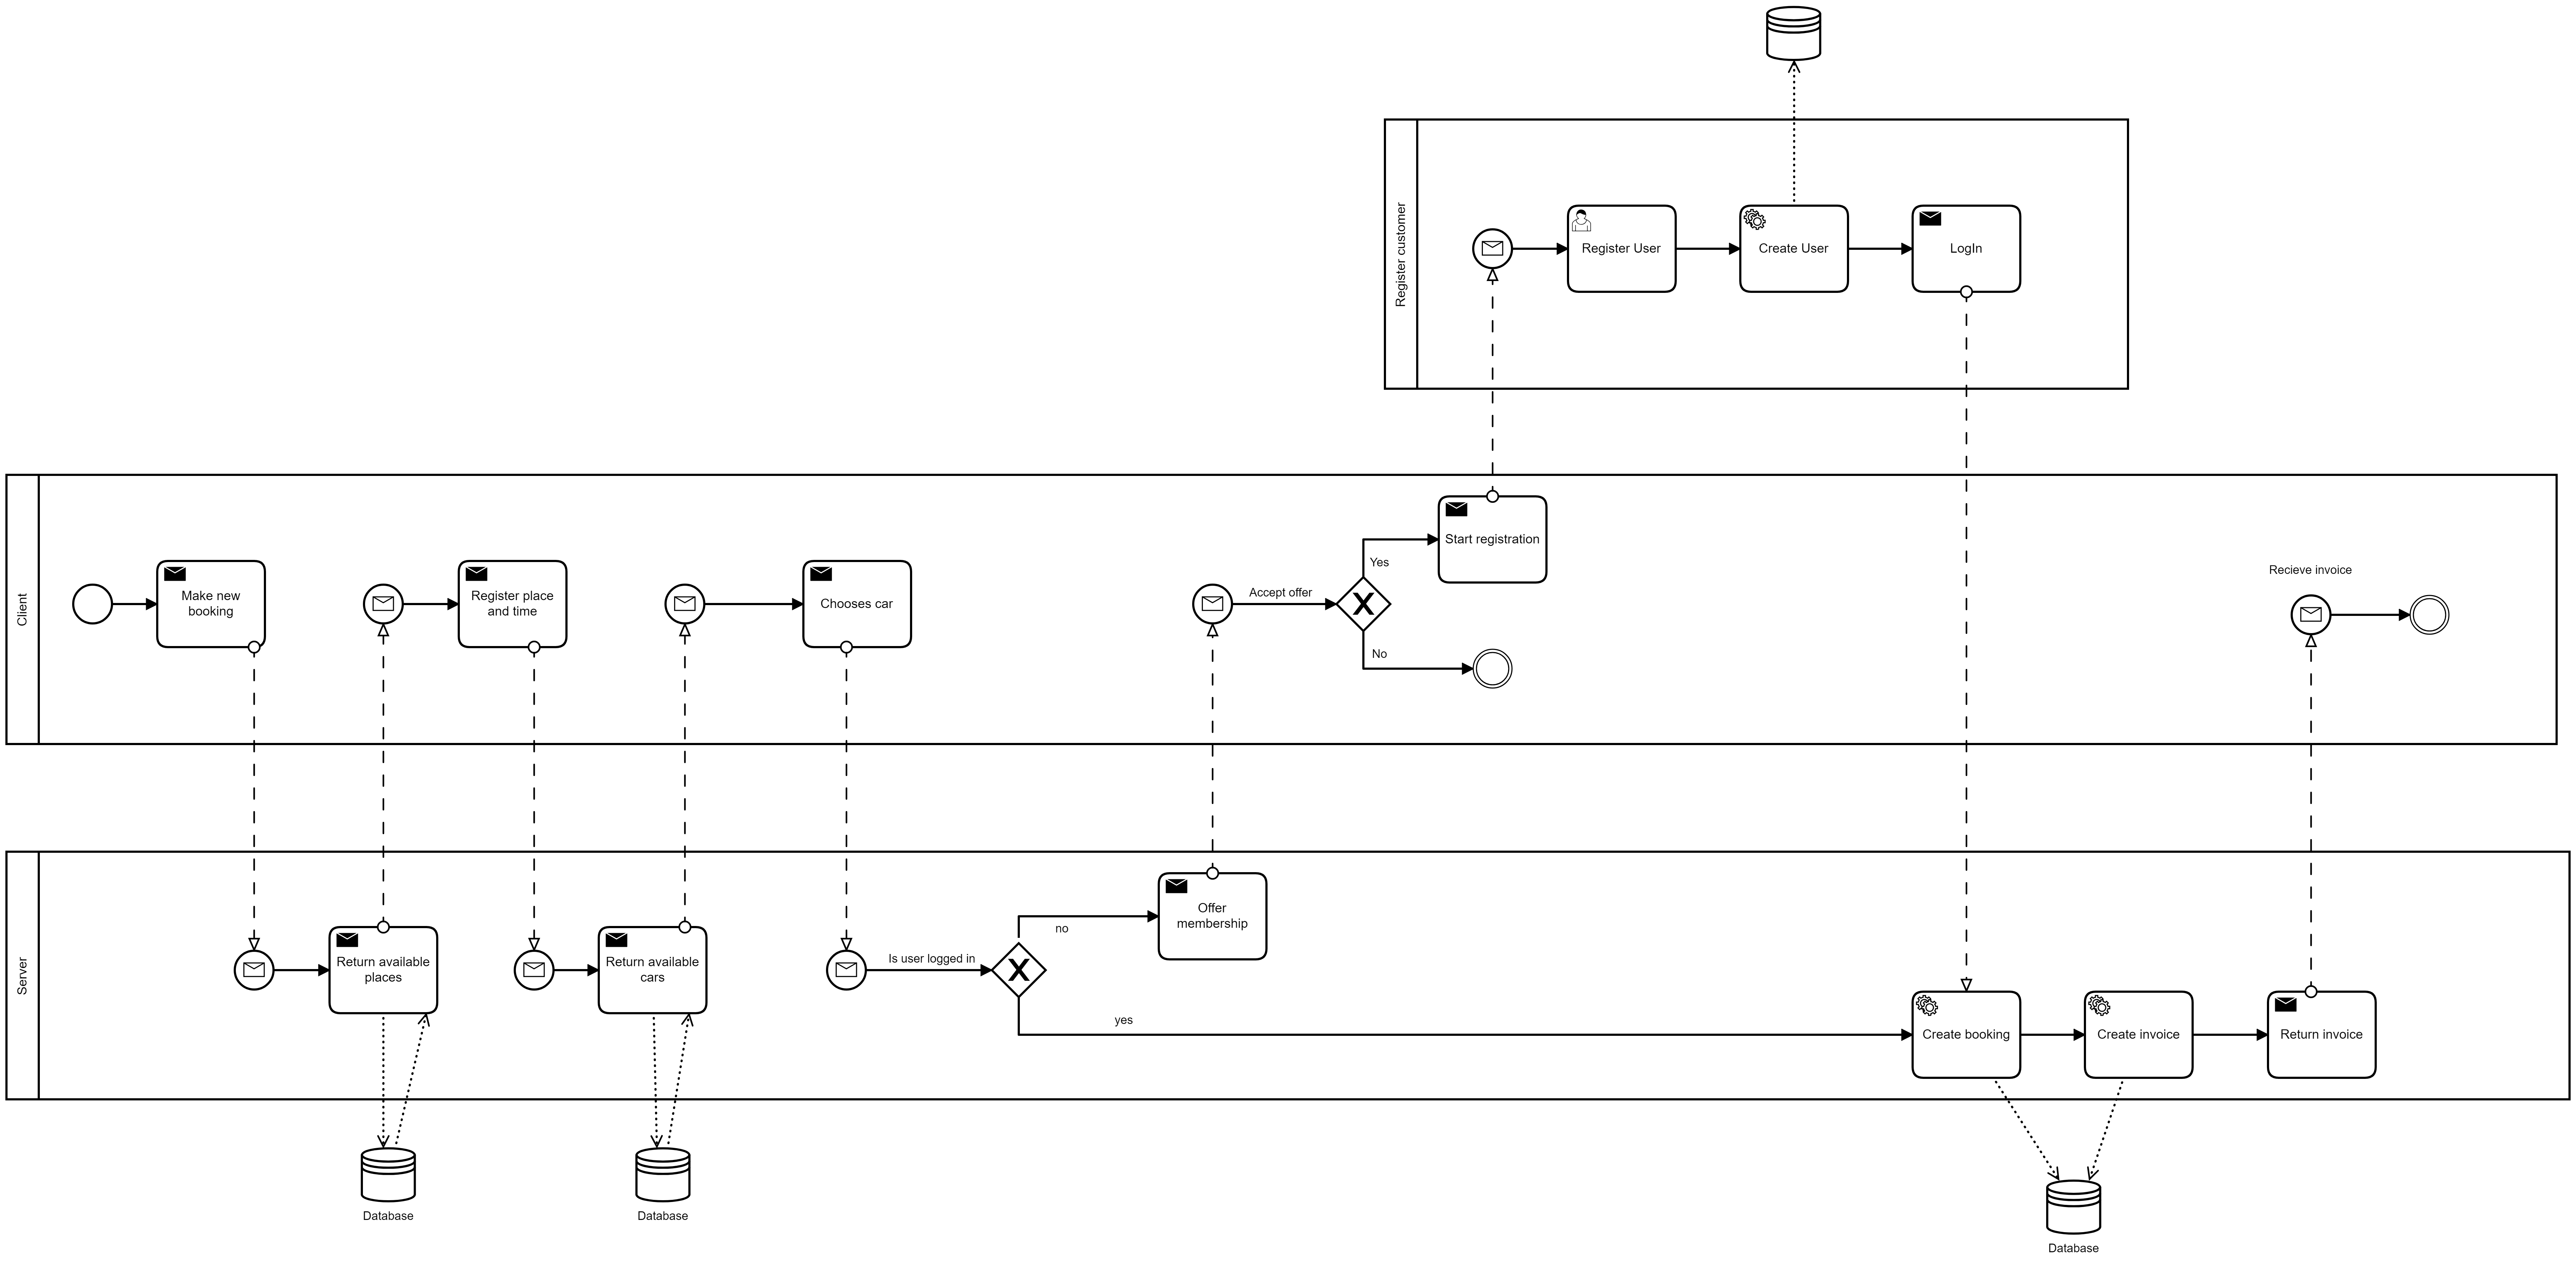 Register customer
Register User
Create User
LogIn
Client
Make new
booking
Register place
and time
Chooses car
Accept offer
Yes
No
Start registration
Recieve invoice
Server
Return available
places
Return available
cars
Is user logged in
no
yes
Offer
membership
Create booking
Create invoice
Return invoice
Database
Database
Database